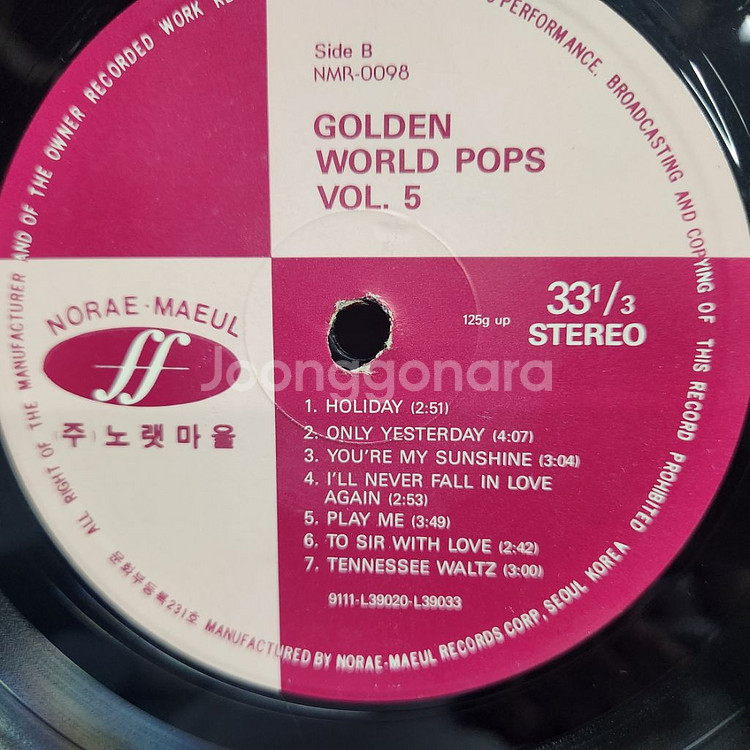 Side B
NMR-0098
GOLDEN
WORLD POPS
VOL. 5
NORAE·MAEUL
ff
(주)노랫마을
33 1/3
125g up
STEREO
Joonggonara
1. HOLIDAY (2:51)
2. ONLY YESTERDAY (4:07)
3. YOU'RE MY SUNSHINE (3:04)
4. I'LL NEVER FALL IN LOVE
AGAIN (2:53)
5. PLAY ME (3:49)
6. TO SIR WITH LOVE (2:42)
7. TENNESSEE WALTZ (3:00)
9111-L39020-L39033
ALL RIGHT OF THE MANUFACTURER AND OF THE OWNER RECORDED WORK
PERFORMANCE. BROADCASTING AND COPYING OF THIS RECORD PROHIBITED
문화부등록231호 MANUFACTURED BY NORAE-MAEUL RECORDS CORP, SEOUL KOREA